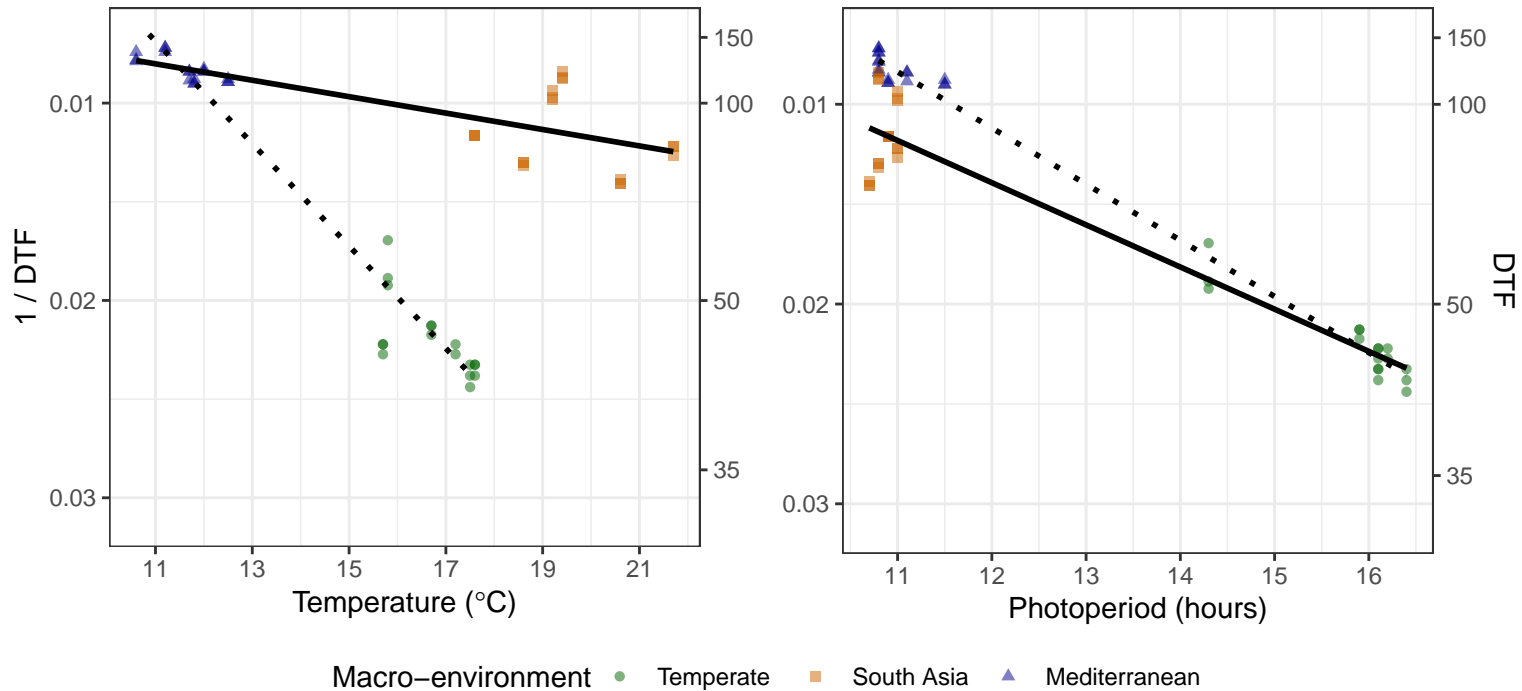 1 / DTF
0.01
0.02
0.03
150
100
50
35
11 13 15 17 19 21
Temperature (°C)
0.01
0.02
0.03
150
100
50
35
DTF
11 12 13 14 15 16
Photoperiod (hours)
Macro−environment Temperate South Asia Mediterranean